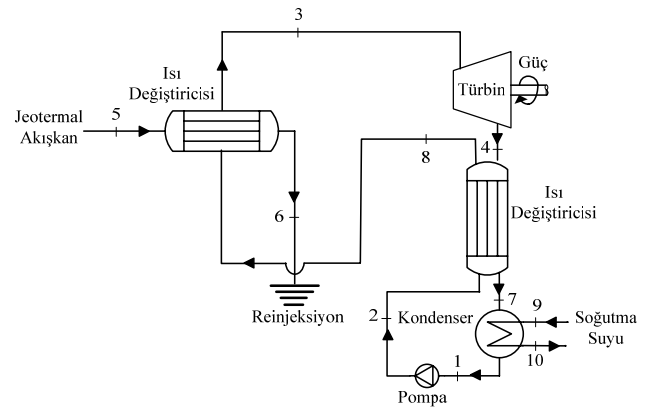 3
Isı
Değiştiricisi
Güç
Türbin
Jeotermal
Akışkan
5
8
4
Isı
Değiştiricisi
6
Reinjeksiyon
2
Kondenser
7
9
Soğutma
Suyu
10
1
Pompa